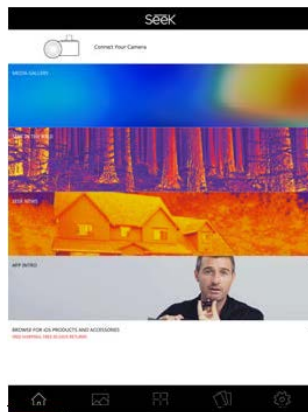 Seek
Connect Your Camera
MEDIA GALLERY
SEEK IN THE WILD
SEEK NEWS
APP INTRO
BROWSE FOR iOS PRODUCTS AND ACCESSORIES
FREE SHIPPING. FREE 30-DAYS RETURNS